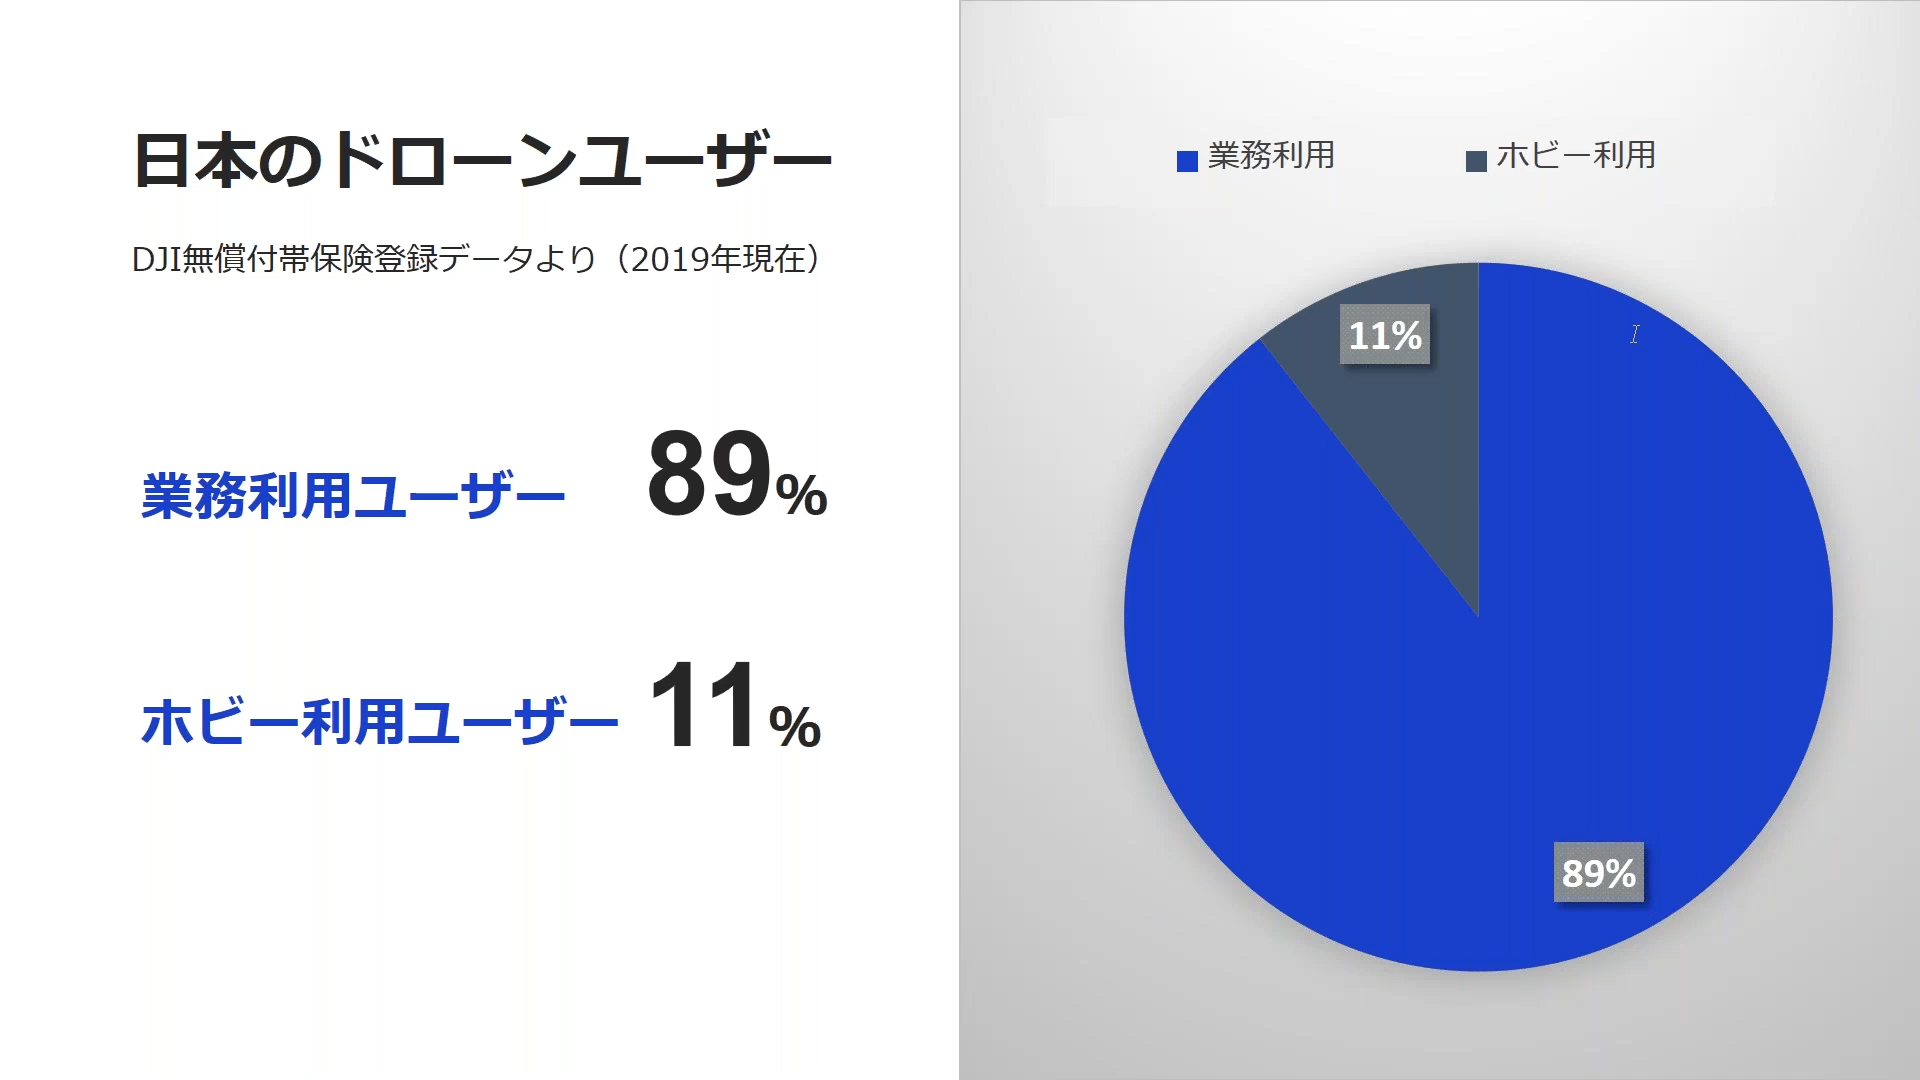 日本のドローンユーザー
DJI無償付帯保険登録データより（2019年現在）
業務利用ユーザー 89%
ホビー利用ユーザー 11%
業務利用 ホビー利用
11%
89%